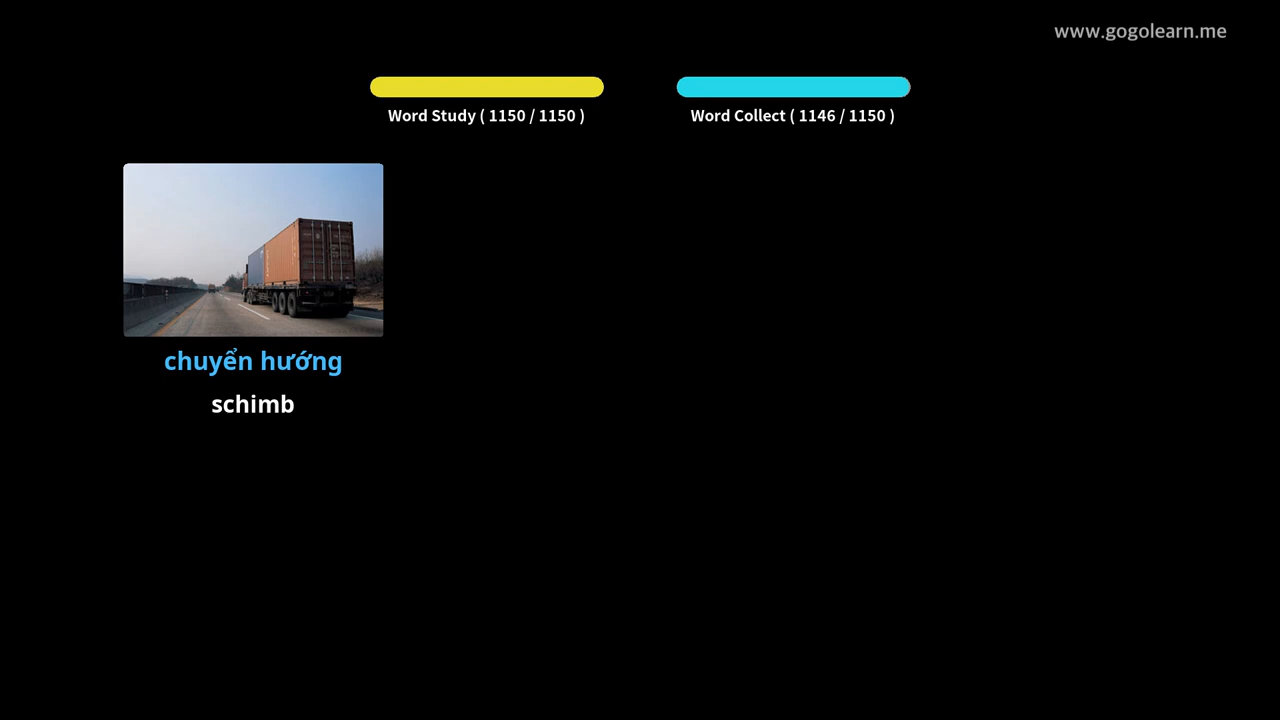 www.gogolearn.me
Word Study ( 1150 / 1150 )
Word Collect ( 1146 / 1150 )
chuyển hướng
schimb